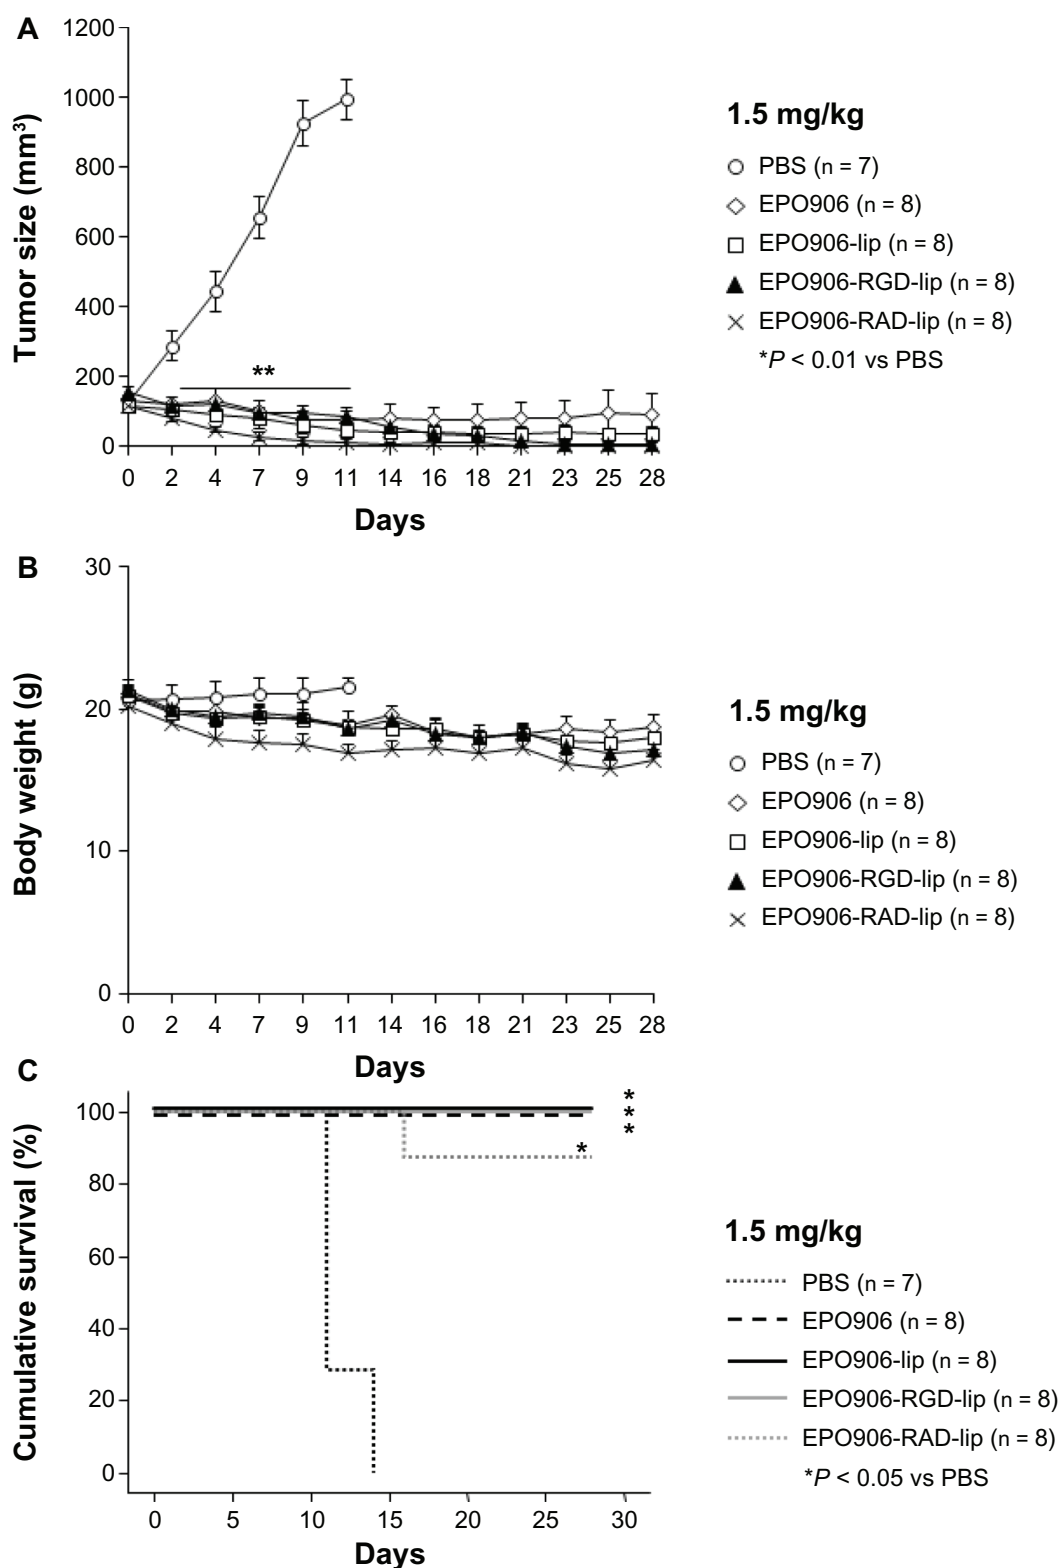 A
Tumor size (mm³)
1200
1000
800
600
400
200
0
**
0 2 4 7 9 11 14 16 18 21 23 25 28
Days
1.5 mg/kg
PBS (n = 7)
EPO906 (n = 8)
EPO906-lip (n = 8)
EPO906-RGD-lip (n = 8)
EPO906-RAD-lip (n = 8)
*P < 0.01 vs PBS
B
Body weight (g)
30
20
10
0
0 2 4 7 9 11 14 16 18 21 23 25 28
Days
1.5 mg/kg
PBS (n = 7)
EPO906 (n = 8)
EPO906-lip (n = 8)
EPO906-RGD-lip (n = 8)
EPO906-RAD-lip (n = 8)
C
Cumulative survival (%)
100
80
60
40
20
0
*
*
*
*
0 5 10 15 20 25 30
Days
1.5 mg/kg
PBS (n = 7)
EPO906 (n = 8)
EPO906-lip (n = 8)
EPO906-RGD-lip (n = 8)
EPO906-RAD-lip (n = 8)
*P < 0.05 vs PBS